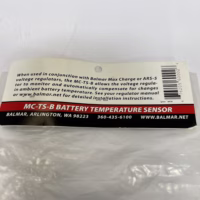 When used in conjunction with Balmar Max Charge or ARS-5
voltage regulators, the MC-TS-B allows the voltage regula-
tor to monitor and automatically compensate for changes
in ambient battery temperature. See your regulator manual
or www.balmar.net for detailed installation instructions.
MC-TS-B BATTERY TEMPERATURE SENSOR
BALMAR, ARLINGTON, WA 98223 360-435-6100 WWW.BALMAR.NET